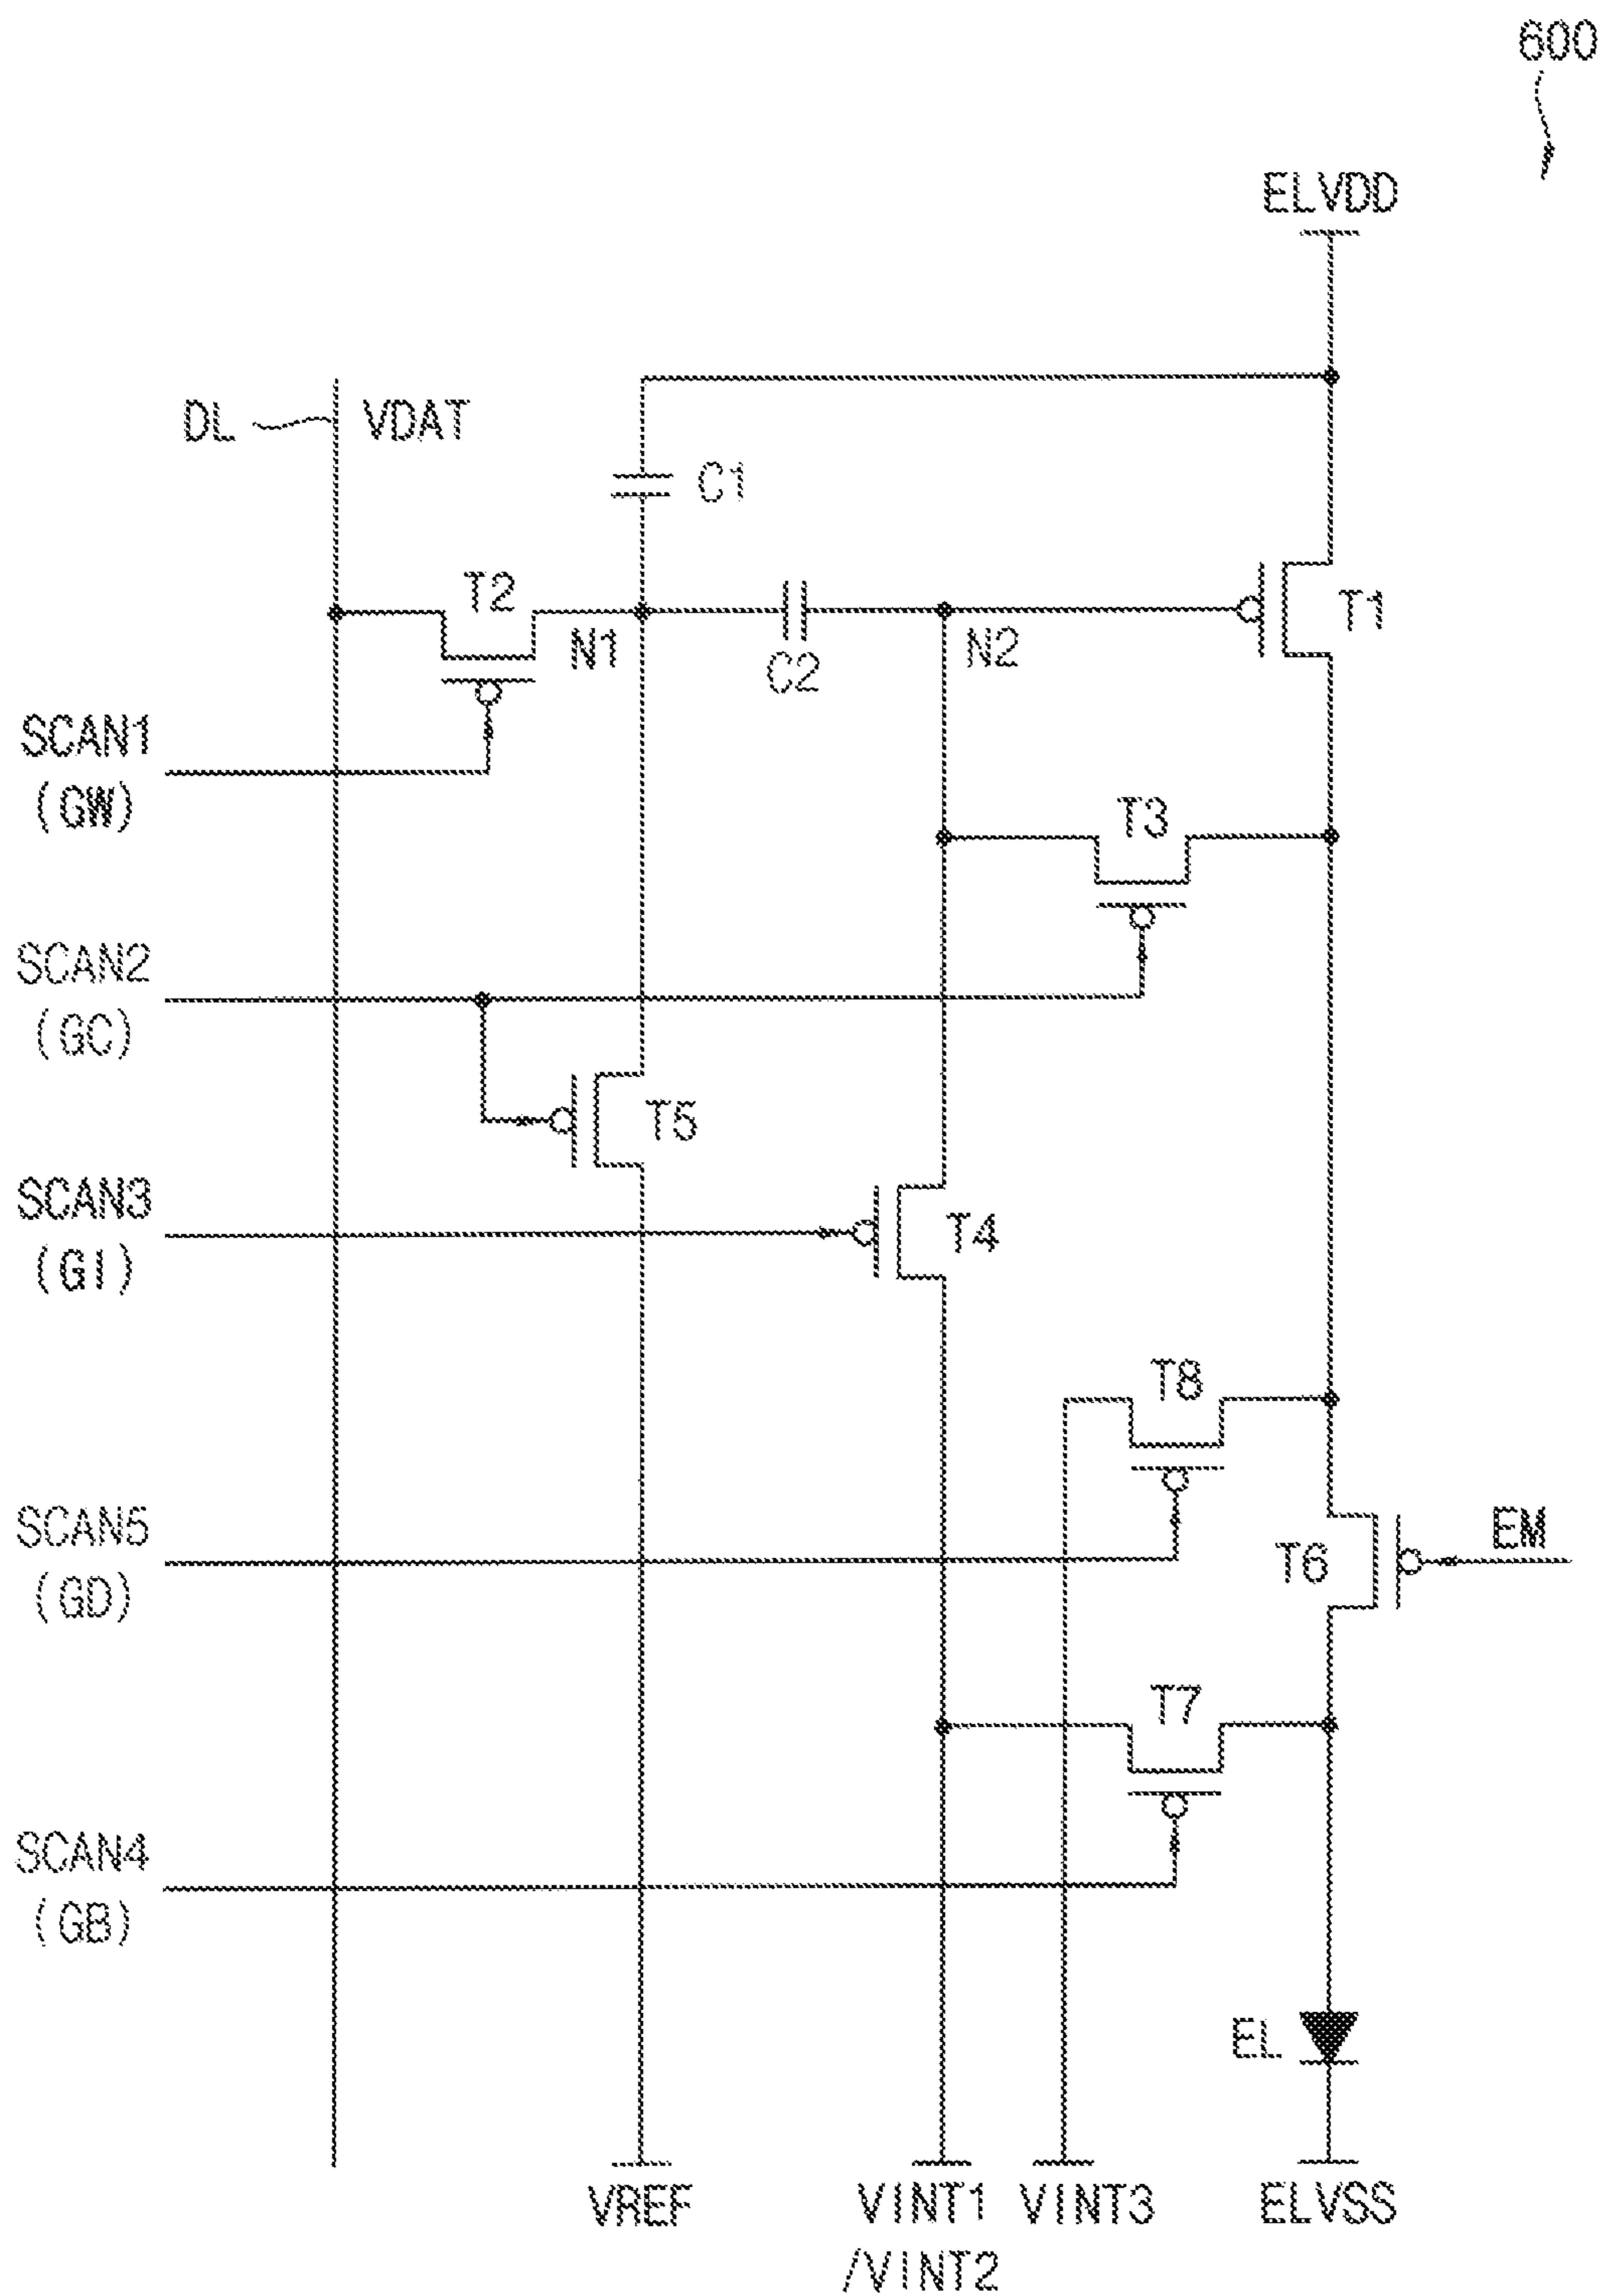 600
ELVDD
DL
VDAT
C1
T2
T1
N1
N2
C2
SCAN1
(GW)
T3
SCAN2
(GC)
T5
SCAN3
(GI)
T4
T8
SCAN5
(GD)
T6
EM
T7
SCAN4
(GB)
EL
VREF
VINT1
/VINT2
VINT3
ELVSS